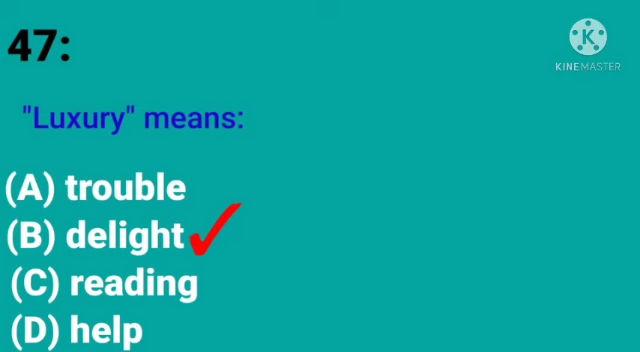 47:
K
KINEMASTER
"Luxury" means:
(A) trouble
(B) delight
(C) reading
(D) help